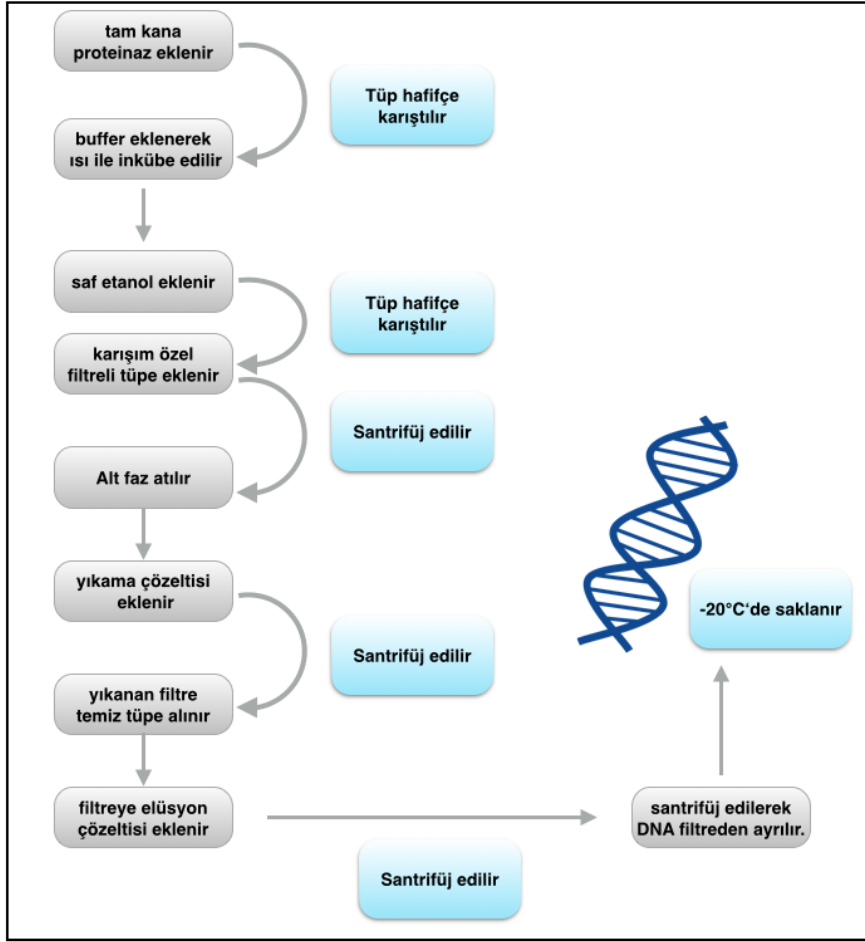 tam kana
proteinaz eklenir
Tüp hafifçe
karıştılır
buffer eklenerek
ısı ile inkübe edilir
saf etanol eklenir
Tüp hafifçe
karıştılır
karışım özel
filtreli tüpe eklenir
Santrifüj edilir
Alt faz atılır
yıkama çözeltisi
eklenir
Santrifüj edilir
yıkanan filtre
temiz tüpe alınır
filtreye elüsyon
çözeltisi eklenir
Santrifüj edilir
santrifüj edilerek
DNA filtreden ayrılır.
-20°C‘de saklanır